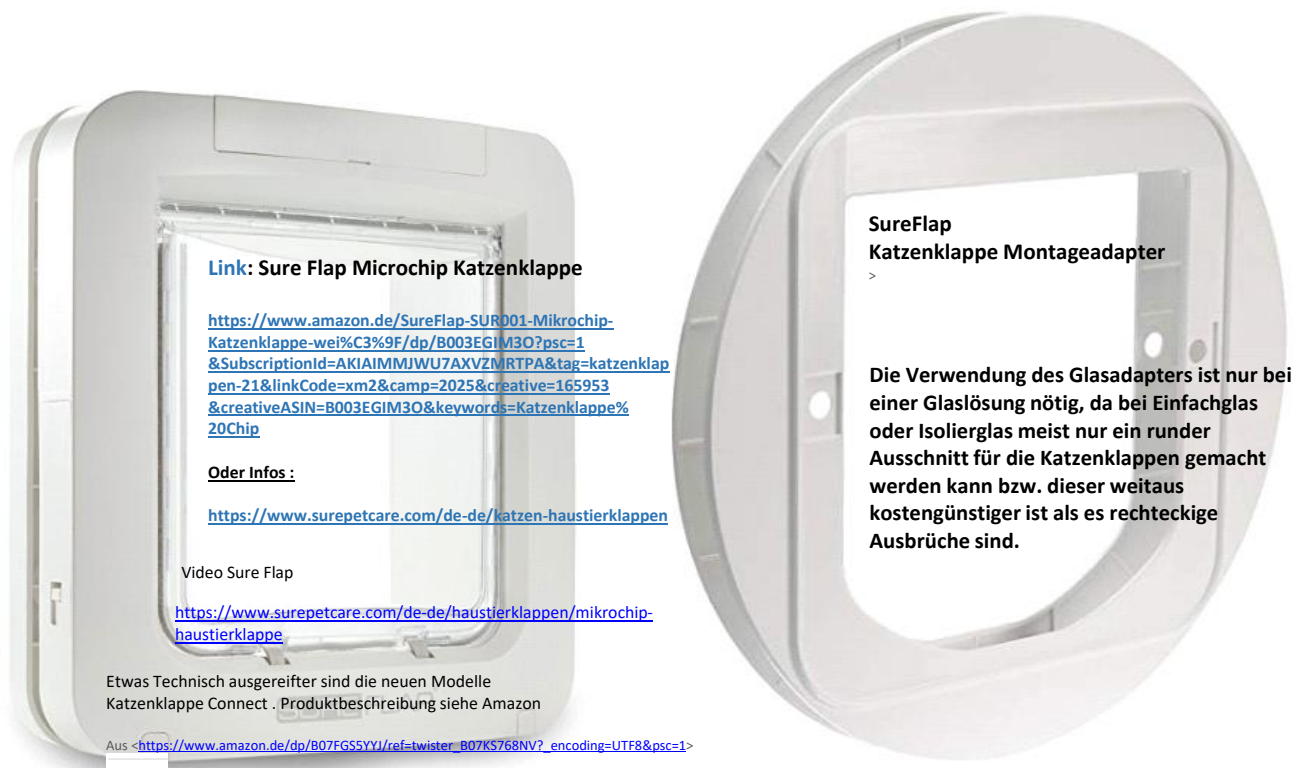 Link: Sure Flap Microchip Katzenklappe
https://www.amazon.de/SureFlap-SUR001-Mikrochip-
Katzenklappe-wei%C3%9F/dp/B003EGIM3O?psc=1
&SubscriptionId=AKIAIMMJWU7AXVZMRTPA&tag=katzenklap
pen-21&linkCode=xm2&camp=2025&creative=165953
&creativeASIN=B003EGIM3O&keywords=Katzenklappe%
20Chip
Oder Infos :
https://www.surepetcare.com/de-de/katzen-haustierklappen
Video Sure Flap
https://www.surepetcare.com/de-de/haustierklappen/mikrochip-
haustierklappe
Etwas Technisch ausgereifter sind die neuen Modelle
Katzenklappe Connect . Produktbeschreibung siehe Amazon
SUREFLAP
Aus <https://www.amazon.de/dp/B07FGS5YYJ/ref=twister_B07KS768NV?_encoding=UTF8&psc=1>
SureFlap
Katzenklappe Montageadapter
>
Die Verwendung des Glasadapters ist nur bei
einer Glaslösung nötig, da bei Einfachglas
oder Isolierglas meist nur ein runder
Ausschnitt für die Katzenklappen gemacht
werden kann bzw. dieser weitaus
kostengünstiger ist als es rechteckige
Ausbrüche sind.